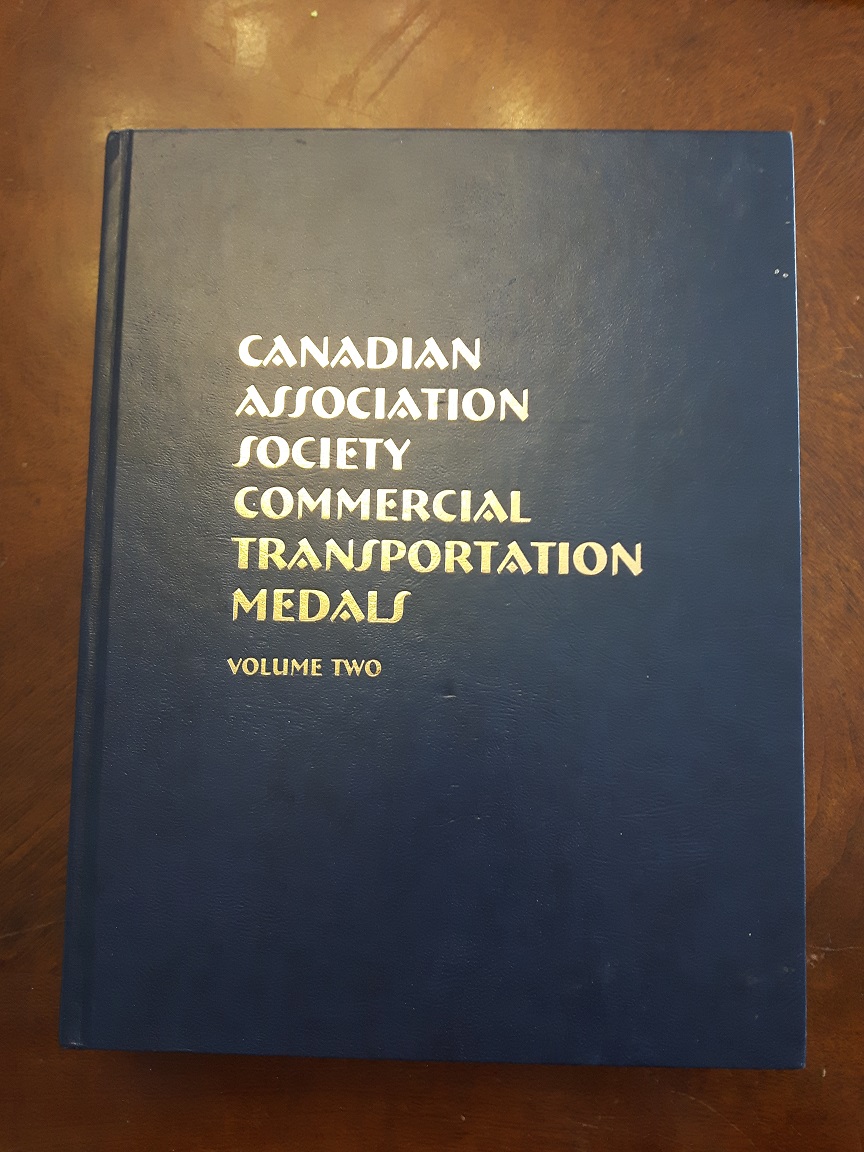 CANADIAN
ASSOCIATION
SOCIETY
COMMERCIAL
TRANSPORTATION
MEDALS
VOLUME TWO